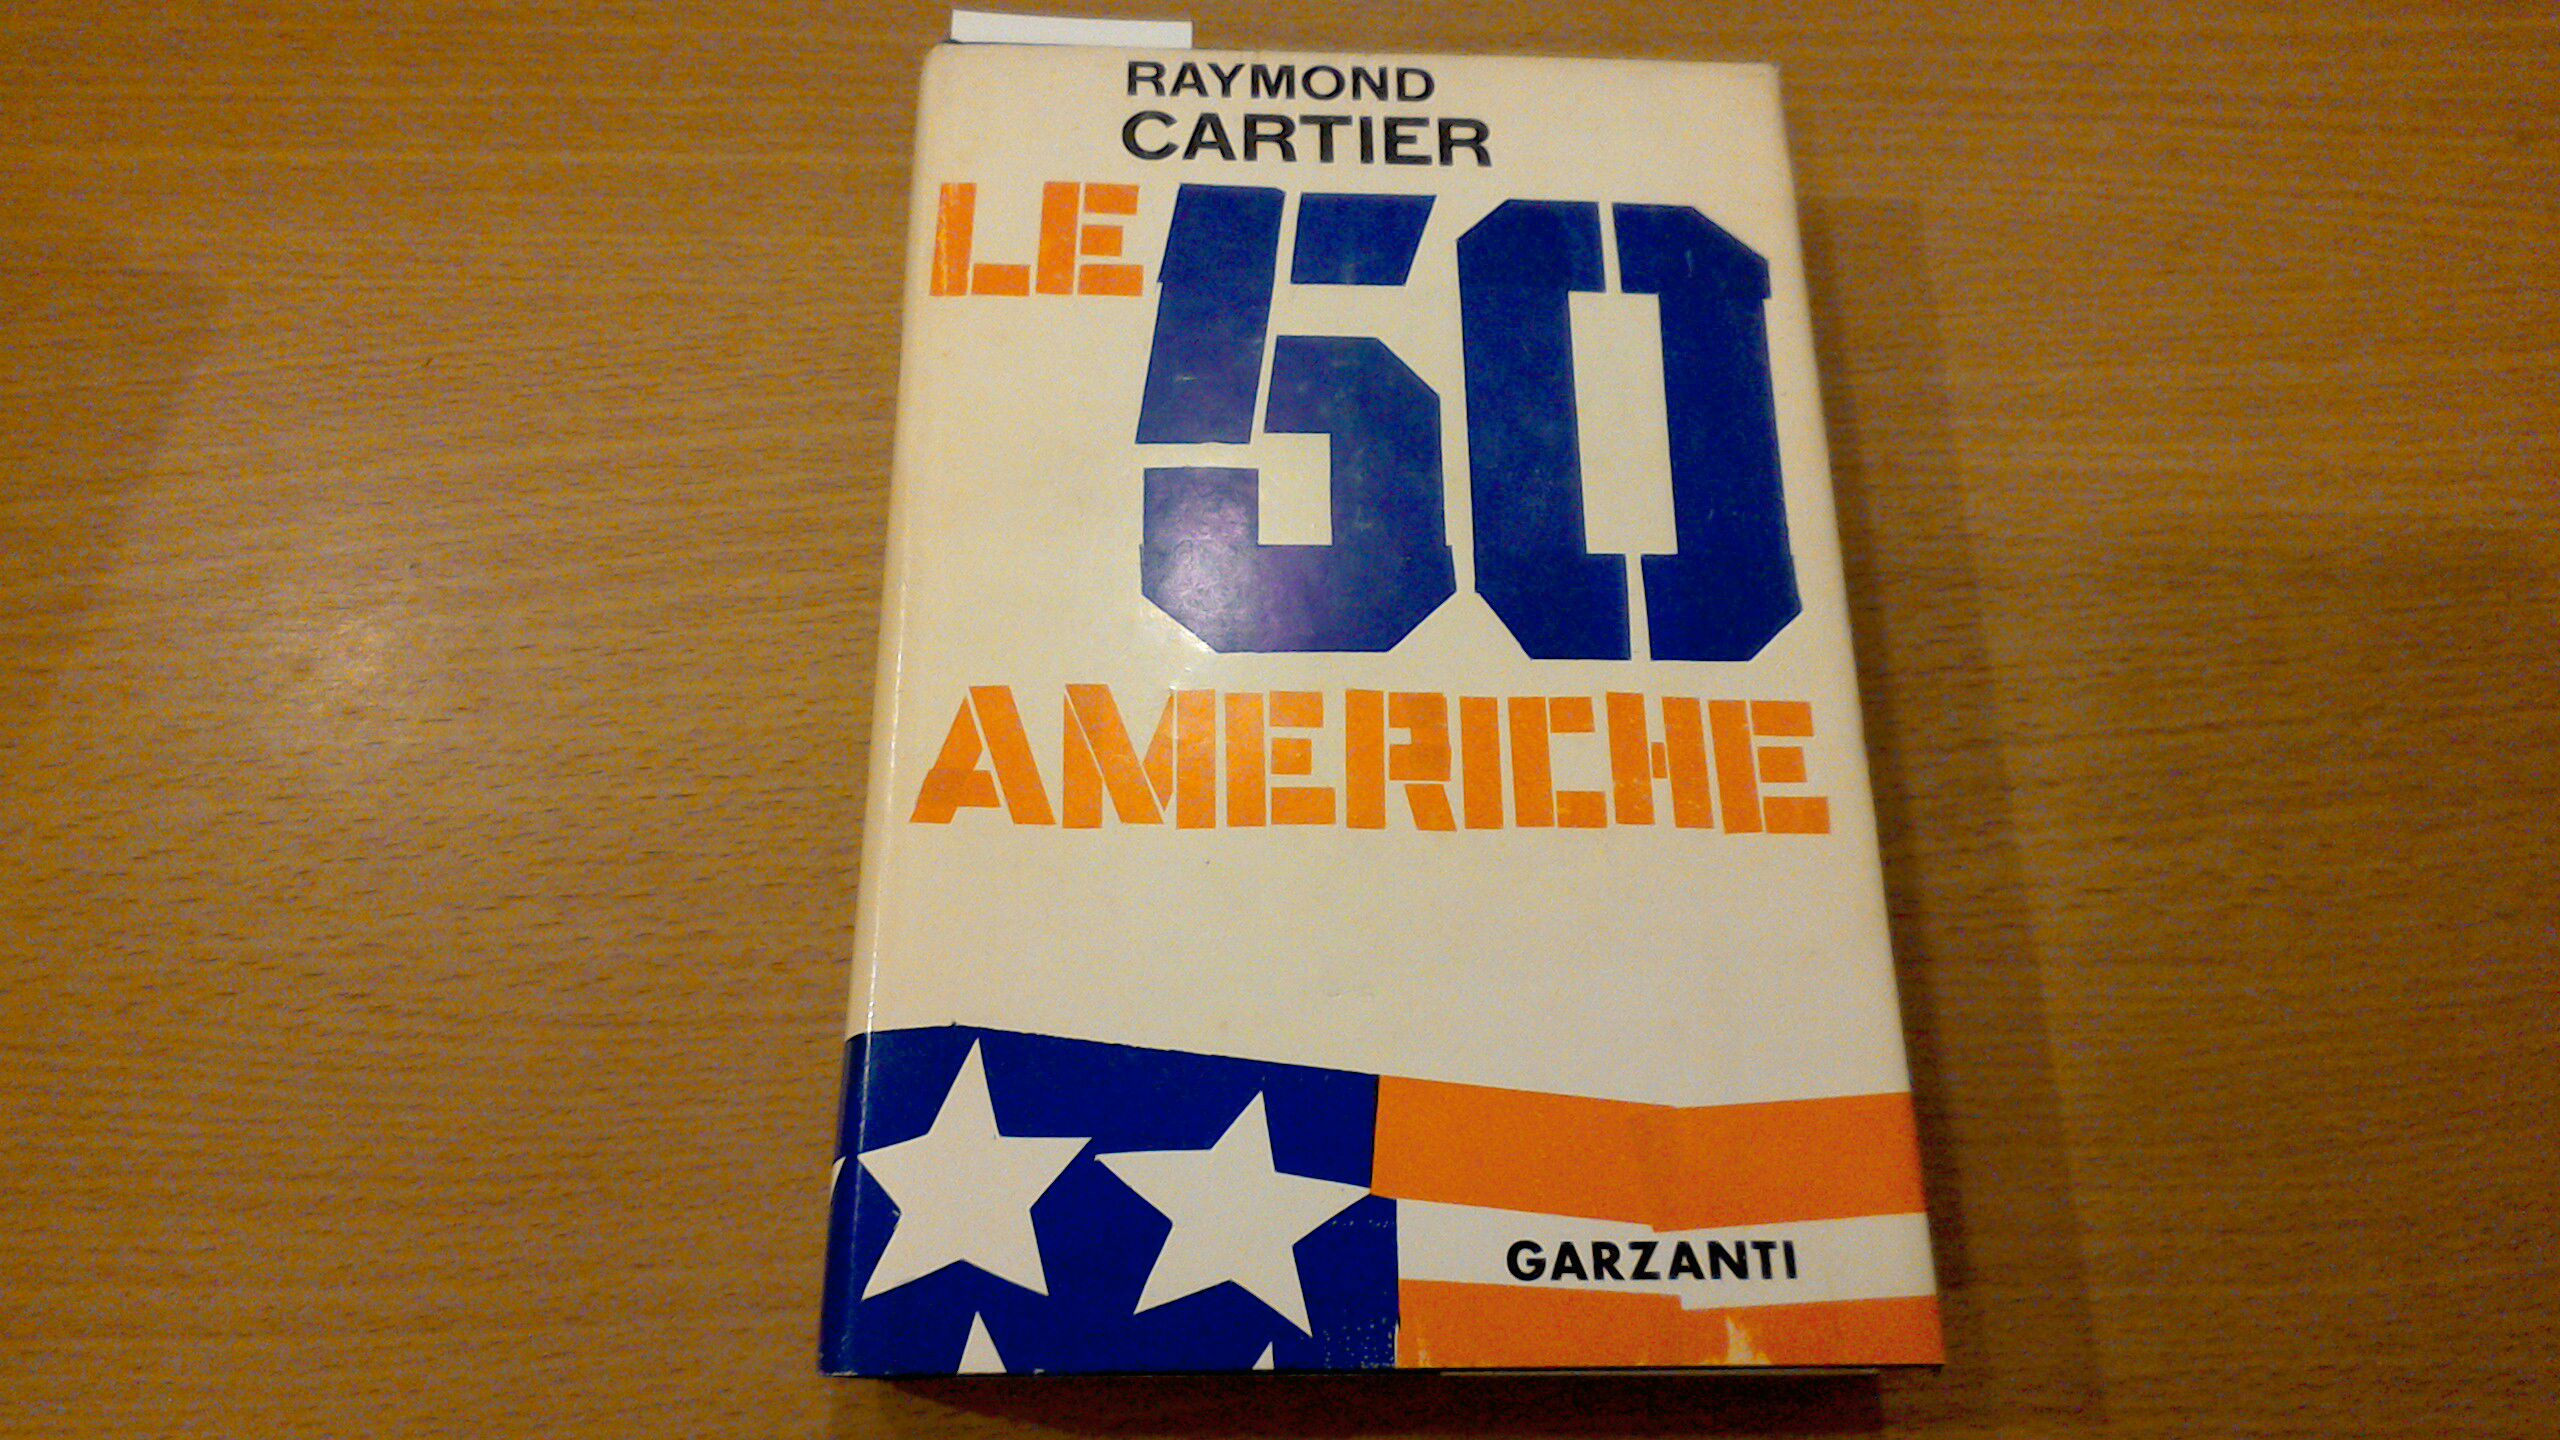 RAYMOND
CARTIER
LE 50
AMERICHE
GARZANTI